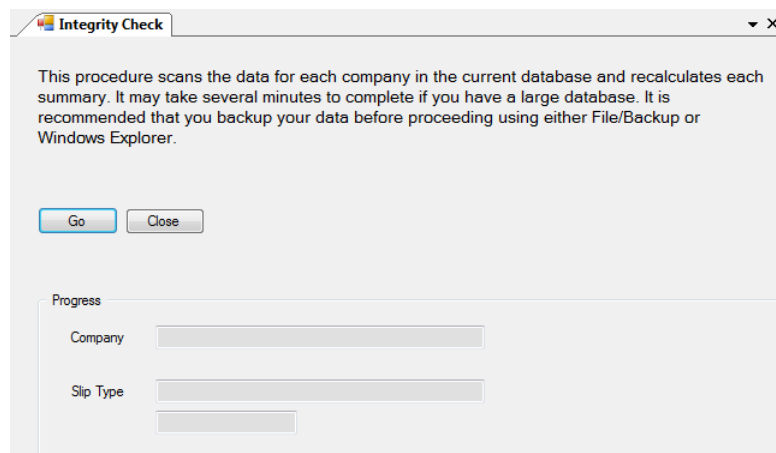 Integrity Check
This procedure scans the data for each company in the current database and recalculates each
summary. It may take several minutes to complete if you have a large database. It is
recommended that you backup your data before proceeding using either File/Backup or
Windows Explorer.
Go Close
Progress
Company
Slip Type